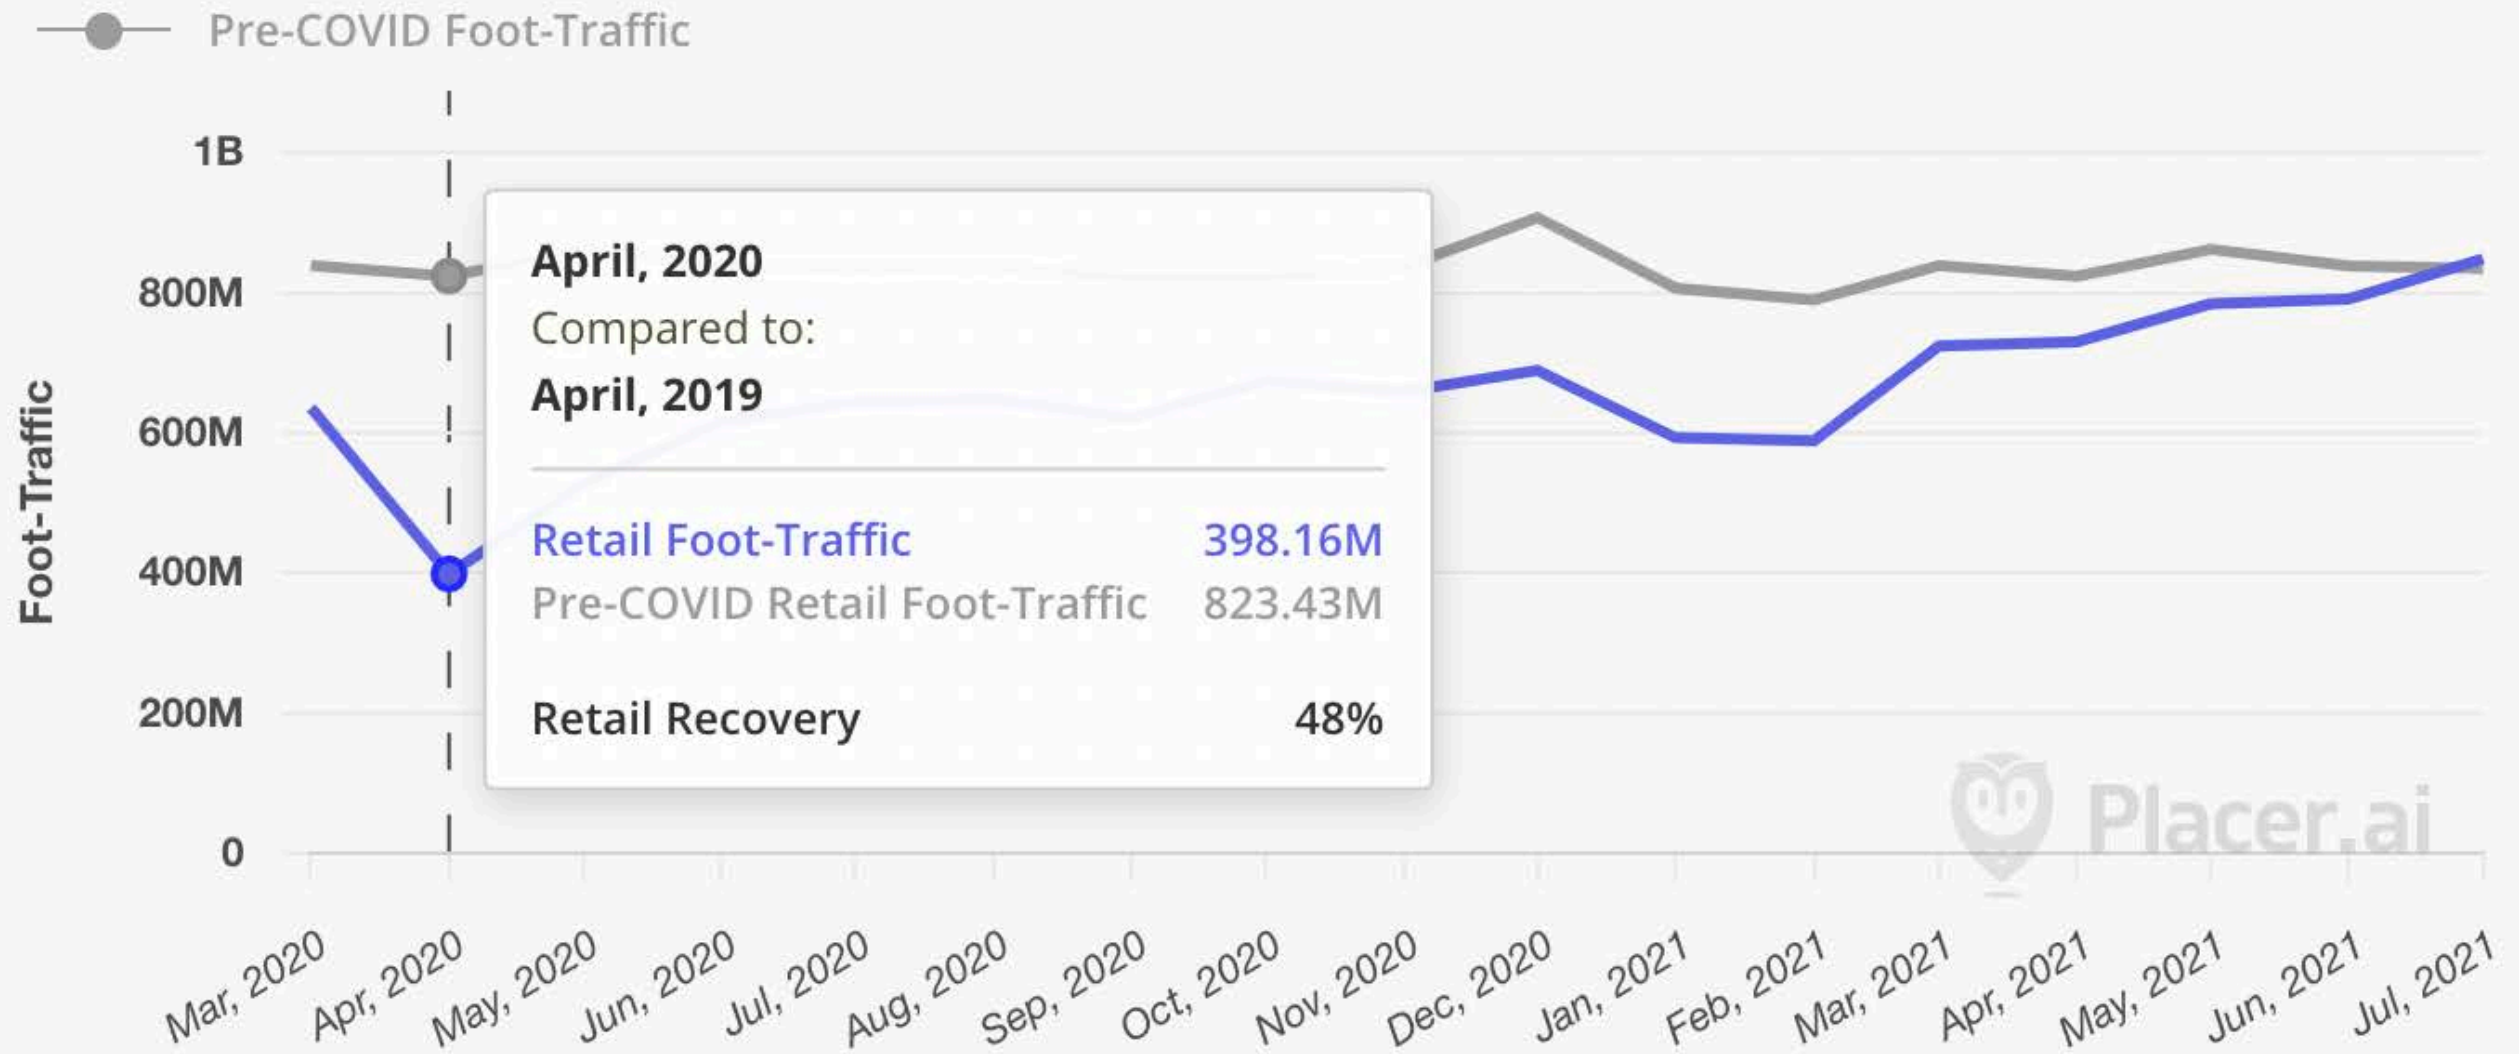 Pre-COVID Foot-Traffic
1B
800M
600M
400M
200M
0
Foot-Traffic
April, 2020
Compared to:
April, 2019
Retail Foot-Traffic 398.16M
Pre-COVID Retail Foot-Traffic 823.43M
Retail Recovery 48%
Placer.ai
Mar, 2020
Apr, 2020
May, 2020
Jun, 2020
Jul, 2020
Aug, 2020
Sep, 2020
Oct, 2020
Nov, 2020
Dec, 2020
Jan, 2021
Feb, 2021
Mar, 2021
Apr, 2021
May, 2021
Jun, 2021
Jul, 2021